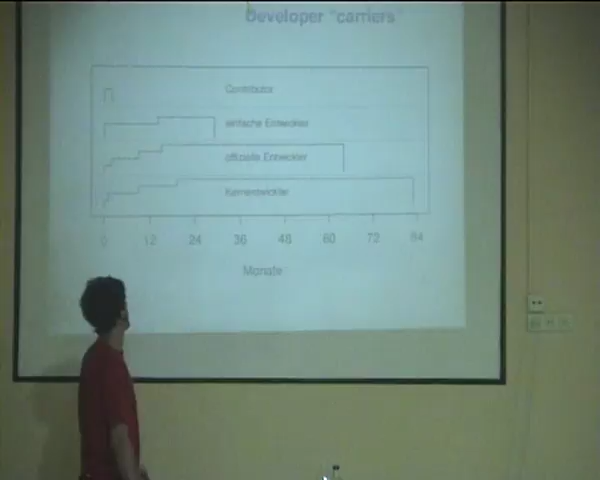 Developer "carriers"
Contributor
einfache Entwickler
offizielle Entwickler
Kernentwickler
0 12 24 36 48 60 72 84
Monate